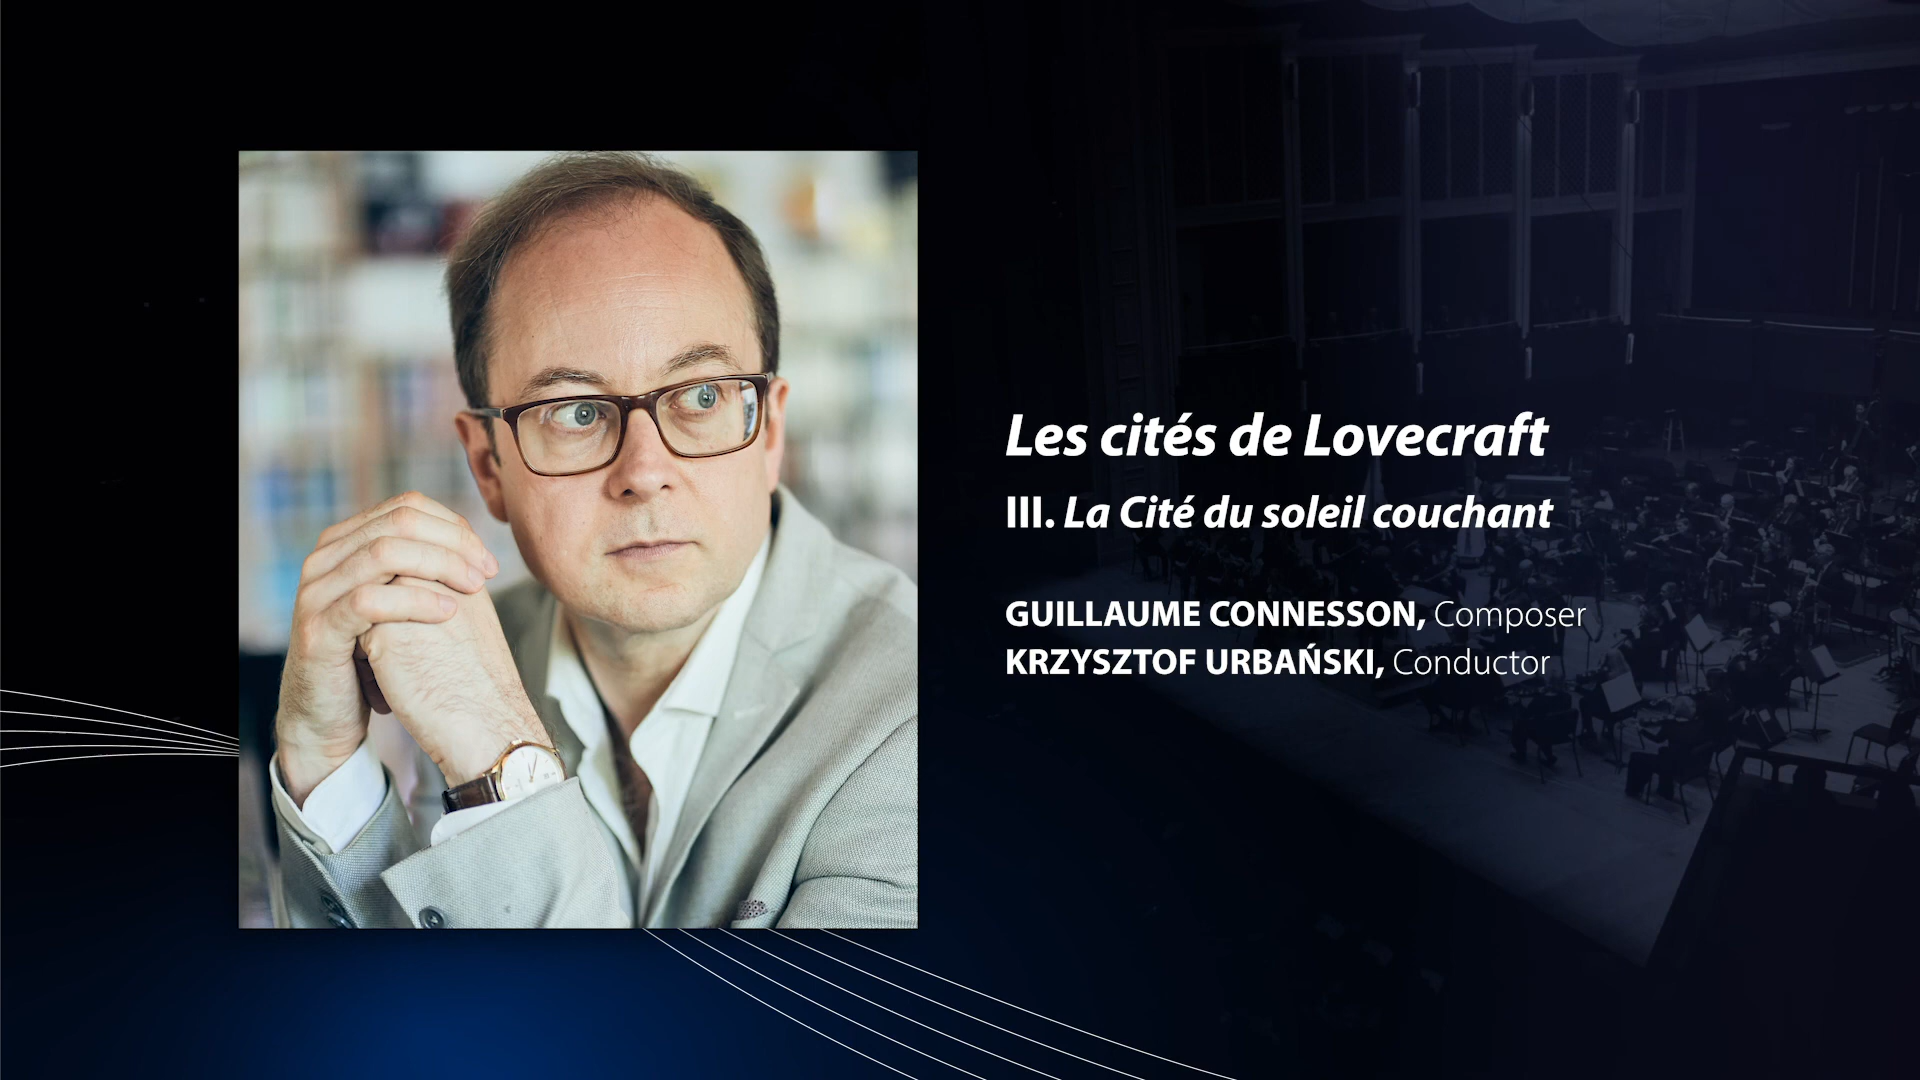 Les cités de Lovecraft
III. La Cité du soleil couchant
GUILLAUME CONNESSON, Composer
KRZYSZTOF URBAŃSKI, Conductor